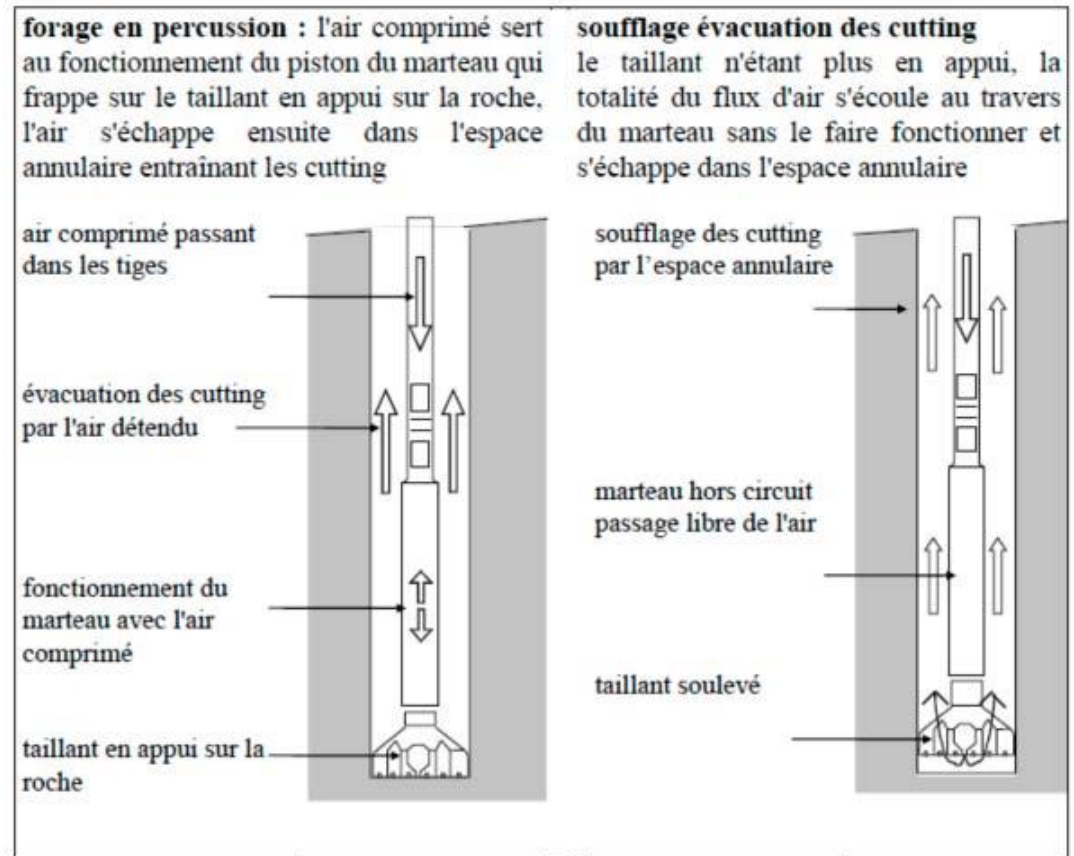 forage en percussion : l'air comprimé sert
au fonctionnement du piston du marteau qui
frappe sur le taillant en appui sur la roche,
l'air s'échappe ensuite dans l'espace
annulaire entraînant les cutting
air comprimé passant
dans les tiges
évacuation des cutting
par l'air détendu
fonctionnement du
marteau avec l'air
comprimé
taillant en appui sur la
roche
soufflage évacuation des cutting
le taillant n'étant plus en appui, la
totalité du flux d'air s'écoule au travers
du marteau sans le faire fonctionner et
s'échappe dans l'espace annulaire
soufflage des cutting
par l'espace annulaire
marteau hors circuit
passage libre de l'air
taillant soulevé